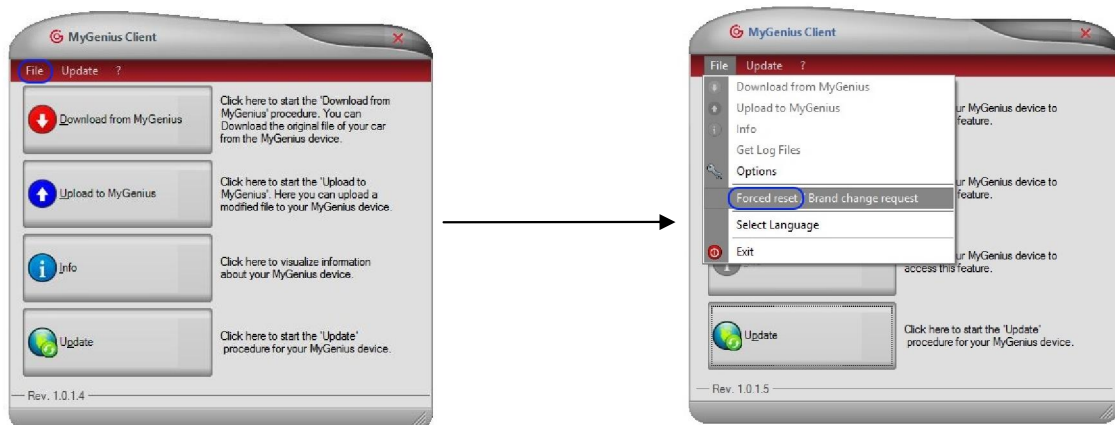 MyGenius Client
File Update ?
Download from MyGenius
Click here to start the 'Download from
MyGenius' procedure. You can
Download the original file of your car
from the MyGenius device.
Upload to MyGenius
Click here to start the 'Upload to
MyGenius'. Here you can upload a
modified file to your MyGenius device.
Info
Click here to visualize information
about your MyGenius device.
Update
Click here to start the 'Update'
procedure for your MyGenius device.
Rev. 1.0.1.4
MyGenius Client
File Update ?
Download from MyGenius
Upload to MyGenius
Info
Get Log Files
Options
Forced reset / Brand change request
Select Language
Exit
ur MyGenius device to
feature.
ur MyGenius device to
feature.
ur MyGenius device to
access this feature.
Update
Click here to start the 'Update'
procedure for your MyGenius device.
Rev. 1.0.1.5